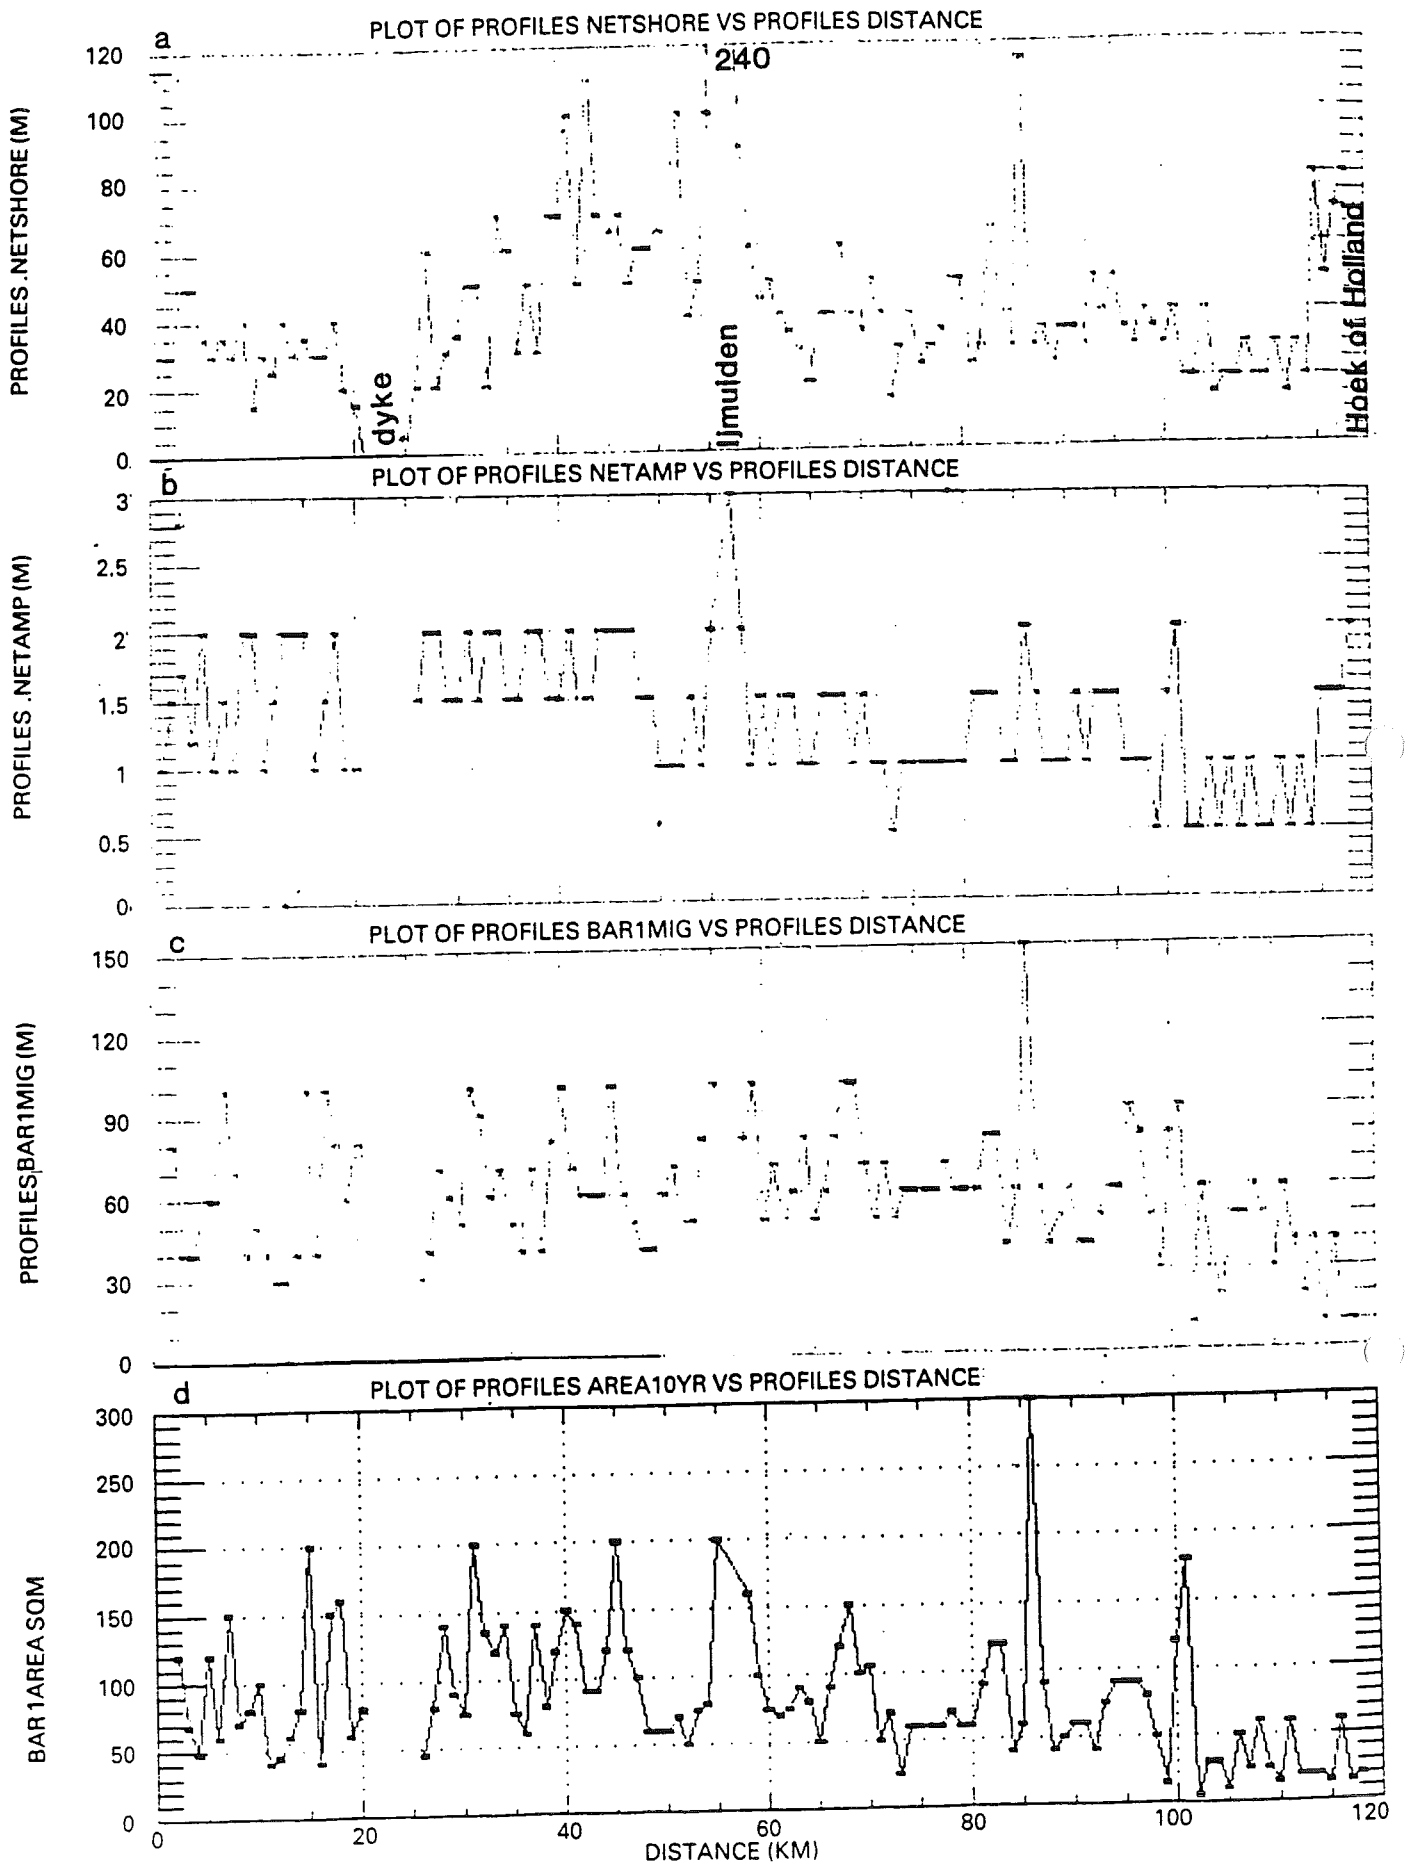 PLOT OF PROFILES NETSHORE VS PROFILES DISTANCE
a
240
PROFILES .NETSHORE (M)
120
100
80
60
40
20
0.
dyke
Ijmuiden
Hoek of Holland
PLOT OF PROFILES NETAMP VS PROFILES DISTANCE
b
PROFILES .NETAMP (M)
3
2.5
2
1.5
1
0.5
0
PLOT OF PROFILES BAR1MIG VS PROFILES DISTANCE
c
PROFILES BAR1MIG (M)
150
120
90
60
30
0
PLOT OF PROFILES AREA10YR VS PROFILES DISTANCE
d
BAR 1 AREA SQM
300
250
200
150
100
50
0
0 20 40 60 80 100 120
DISTANCE (KM)